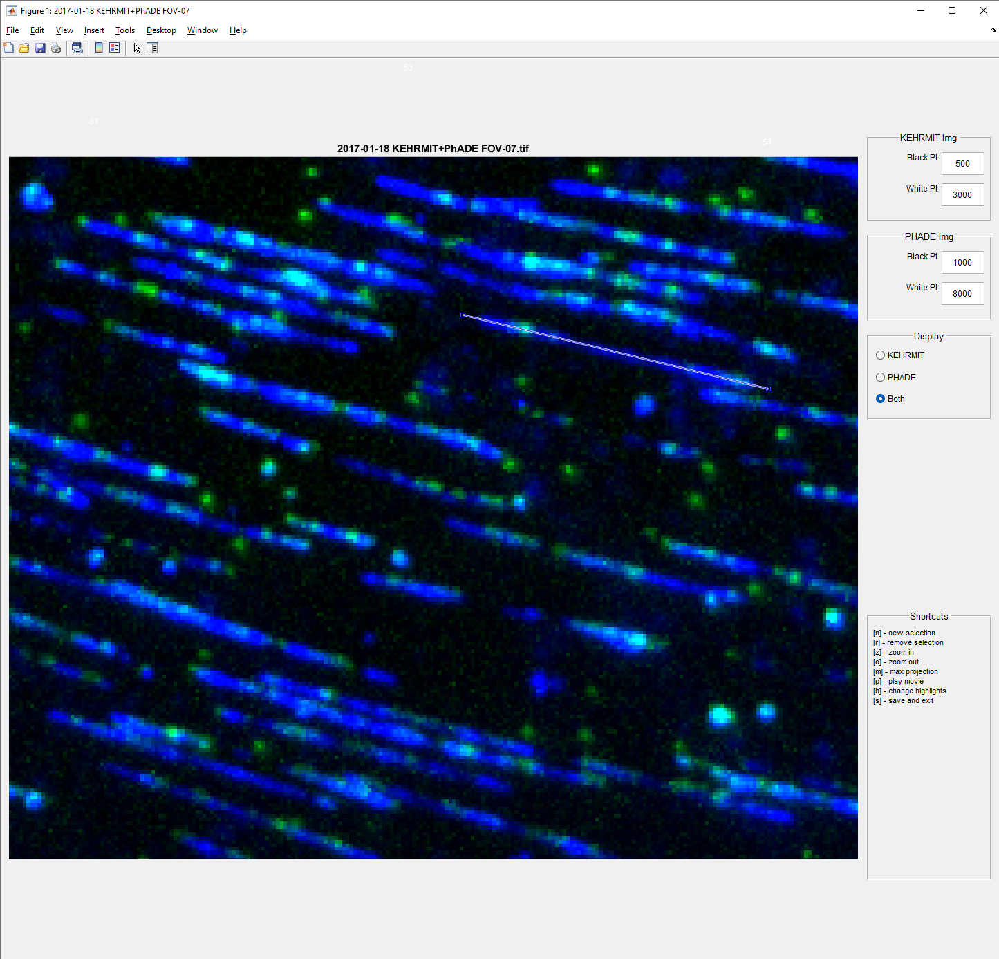 Figure 1: 2017-01-18 KEHRMIT+PhADE FOV-07
File Edit View Insert Tools Desktop Window Help
53
81
51
2017-01-18 KEHRMIT+PhADE FOV-07.tif
KEHRMIT Img
Black Pt 500
White Pt 3000
PHADE Img
Black Pt 1000
White Pt 8000
Display
KEHRMIT
PHADE
Both
Shortcuts
[n] - new selection
[r] - remove selection
[z] - zoom in
[o] - zoom out
[m] - max projection
[p] - play movie
[h] - change highlights
[s] - save and exit